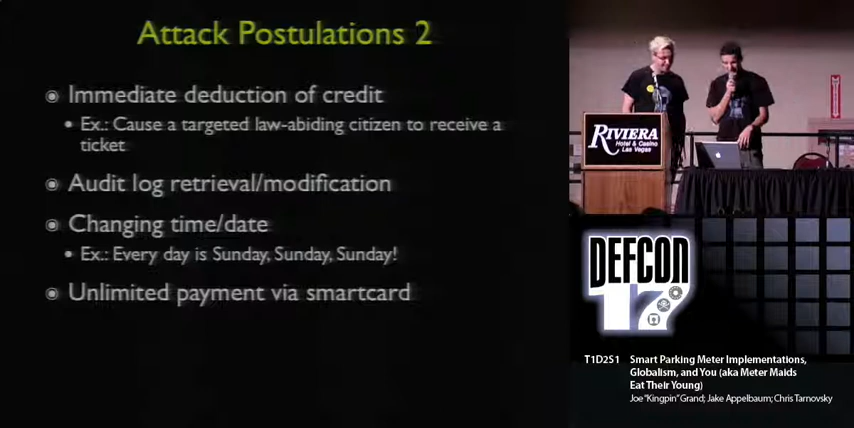 Attack Postulations 2
Immediate deduction of credit
Ex.: Cause a targeted law-abiding citizen to receive a
ticket
Audit log retrieval/modification
Changing time/date
Ex.: Every day is Sunday, Sunday, Sunday!
Unlimited payment via smartcard
RIVIERA
Hotel & Casino
Las Vegas
DEFCON
17
T1D2S1 Smart Parking Meter Implementations,
Globalism, and You (aka Meter Maids
Eat Their Young)
Joe "Kingpin" Grand; Jake Appelbaum; Chris Tarnovsky